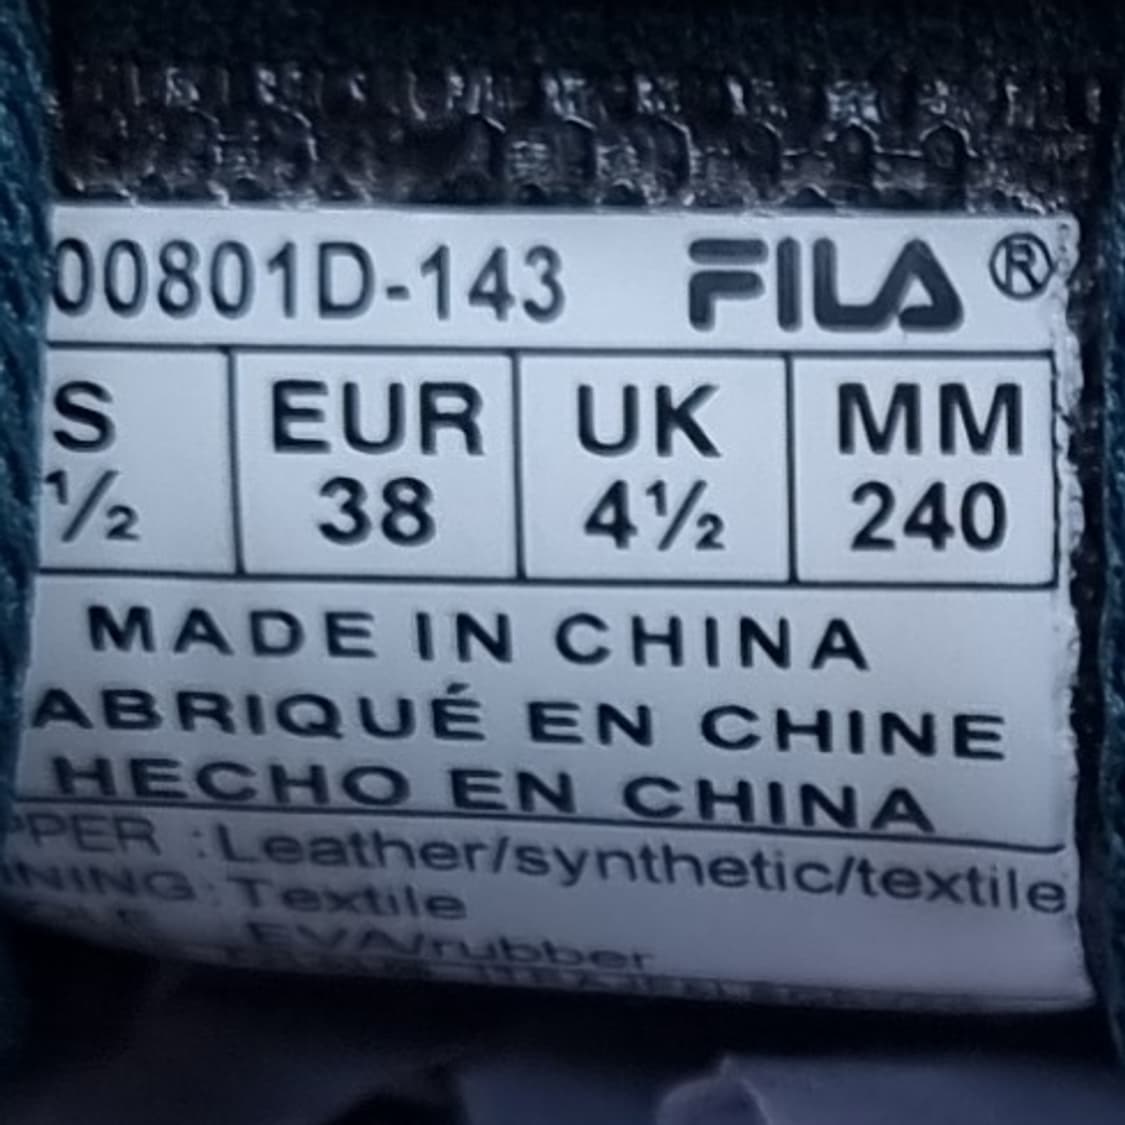 00801D-143 FILA®
S EUR UK MM
½ 38 4½ 240
MADE IN CHINA
ABRIQUÉ EN CHINE
HECHO EN CHINA
PPER :Leather/synthetic/textile
NING: Textile
EVA/rubber